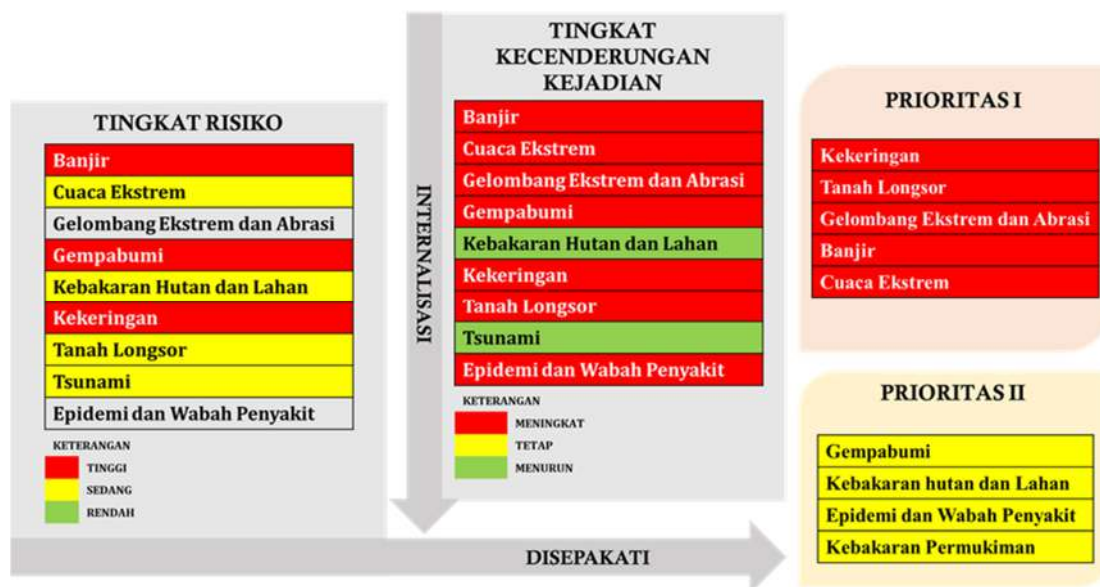 TINGKAT RISIKO
Banjir
Cuaca Ekstrem
Gelombang Ekstrem dan Abrasi
Gempabumi
Kebakaran Hutan dan Lahan
Kekeringan
Tanah Longsor
Tsunami
Epidemi dan Wabah Penyakit
KETERANGAN
TINGGI
SEDANG
RENDAH
INTERNALISASI
TINGKAT
KECENDERUNGAN
KEJADIAN
Banjir
Cuaca Ekstrem
Gelombang Ekstrem dan Abrasi
Gempabumi
Kebakaran Hutan dan Lahan
Kekeringan
Tanah Longsor
Tsunami
Epidemi dan Wabah Penyakit
KETERANGAN
MENINGKAT
TETAP
MENURUN
DISEPAKATI
PRIORITAS I
Kekeringan
Tanah Longsor
Gelombang Ekstrem dan Abrasi
Banjir
Cuaca Ekstrem
PRIORITAS II
Gempabumi
Kebakaran hutan dan Lahan
Epidemi dan Wabah Penyakit
Kebakaran Permukiman